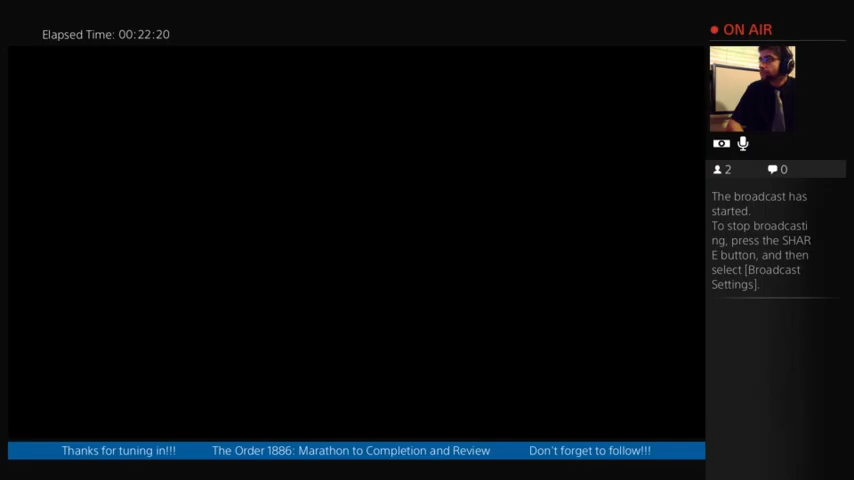 Elapsed Time: 00:22:20
ON AIR
2 0
The broadcast has
started.
To stop broadcasti
ng, press the SHAR
E button, and then
select [Broadcast
Settings].
Thanks for tuning in!!! The Order 1886: Marathon to Completion and Review Don't forget to follow!!!